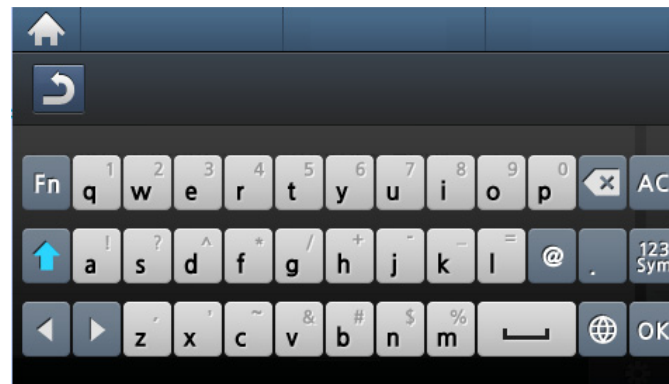 Fn q 1 w 2 e 3 r 4 t 5 y 6 u 7 i 8 o 9 p 0 AC
a ! s ? d ^ f * g / h + j - k _ l = @ . 123
Sym
z ´ x ' c ~ v & b # n $ m % OK